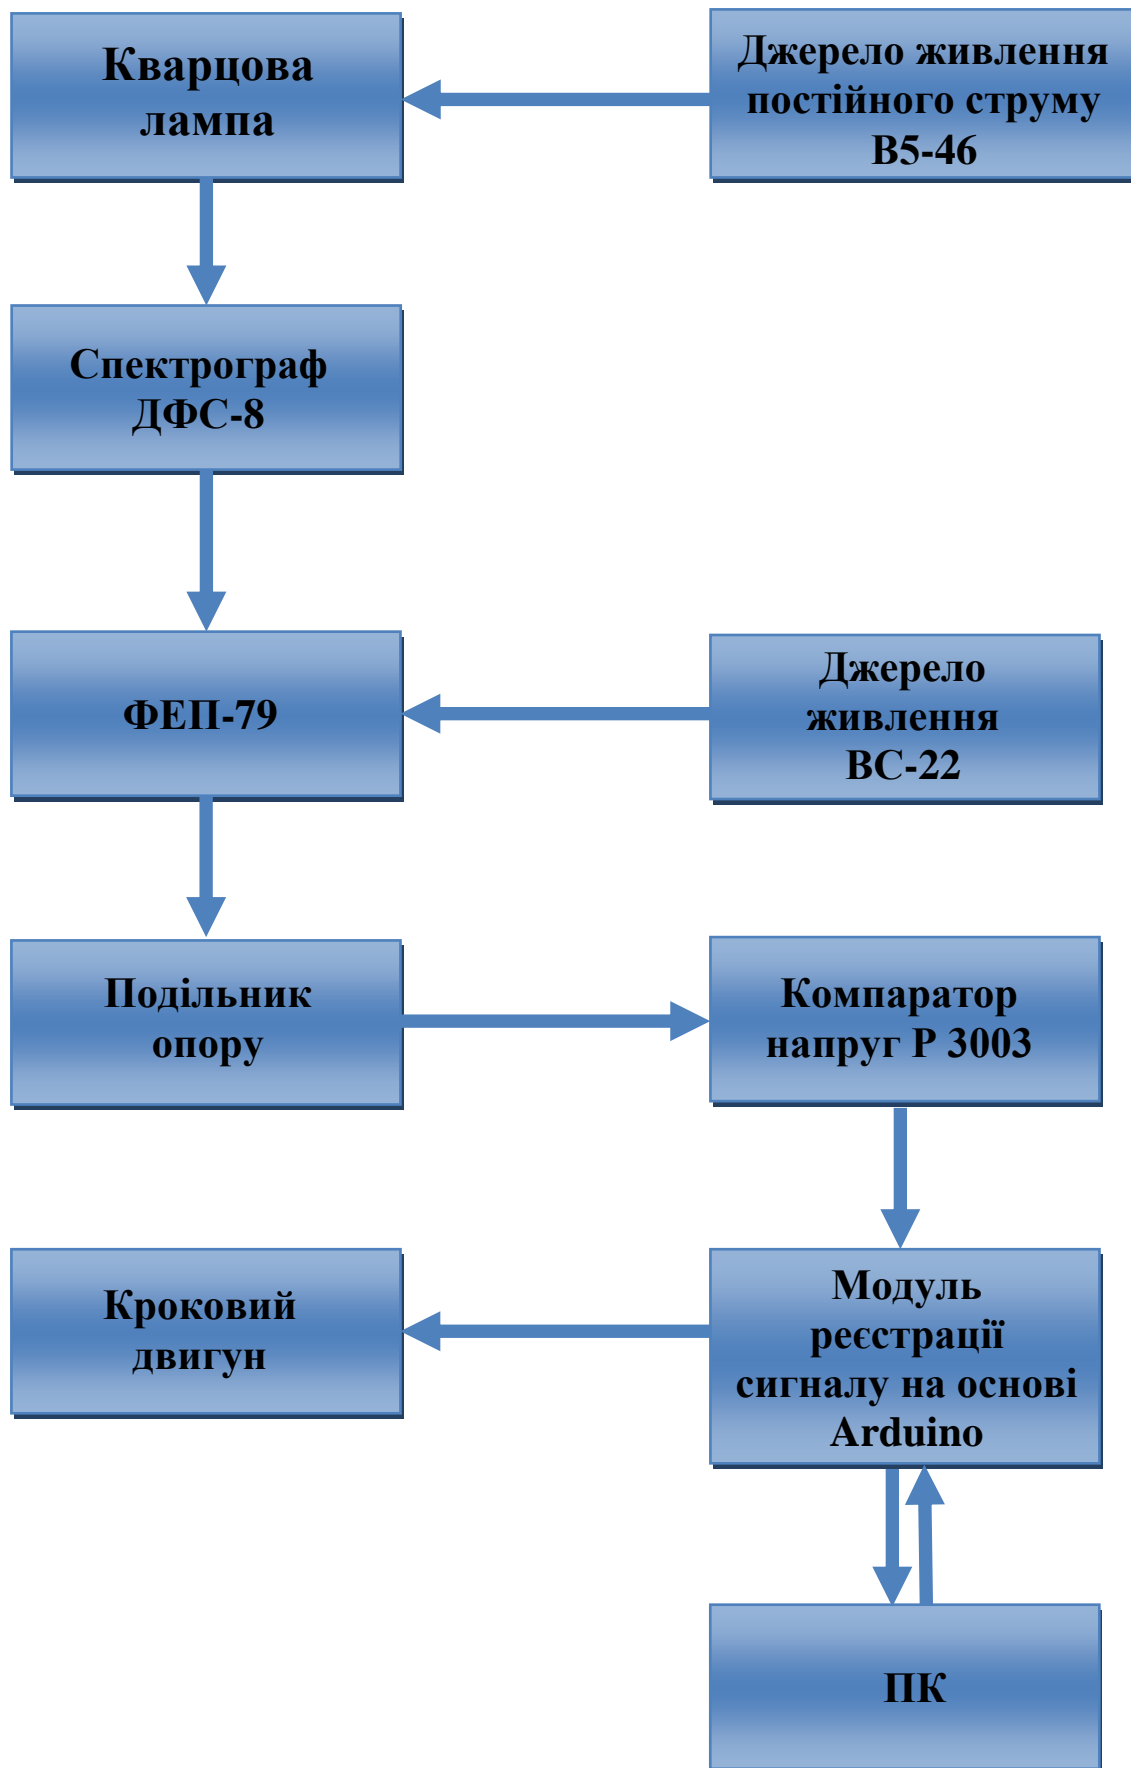 Кварцова
лампа
Джерело живлення
постійного струму
В5-46
Спектрограф
ДФС-8
ФЕП-79
Джерело
живлення
ВС-22
Подільник
опору
Компаратор
напруг Р 3003
Кроковий
двигун
Модуль
реєстрації
сигналу на основі
Arduino
ПК